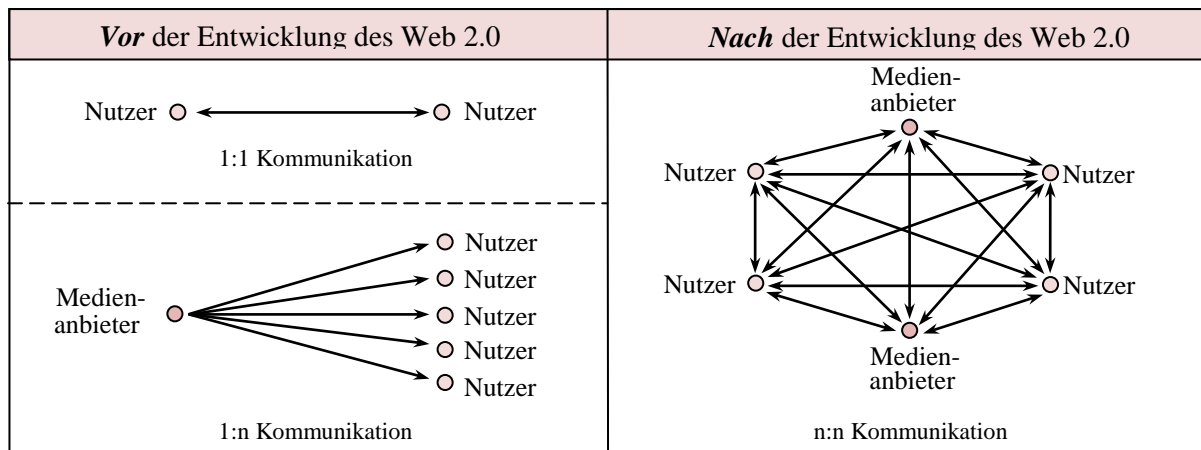 Vor der Entwicklung des Web 2.0
Nutzer
Nutzer
1:1 Kommunikation
Medien-
anbieter
Nutzer
Nutzer
Nutzer
Nutzer
Nutzer
1:n Kommunikation
Nach der Entwicklung des Web 2.0
Medien-
anbieter
Nutzer
Nutzer
Nutzer
Nutzer
Medien-
anbieter
n:n Kommunikation